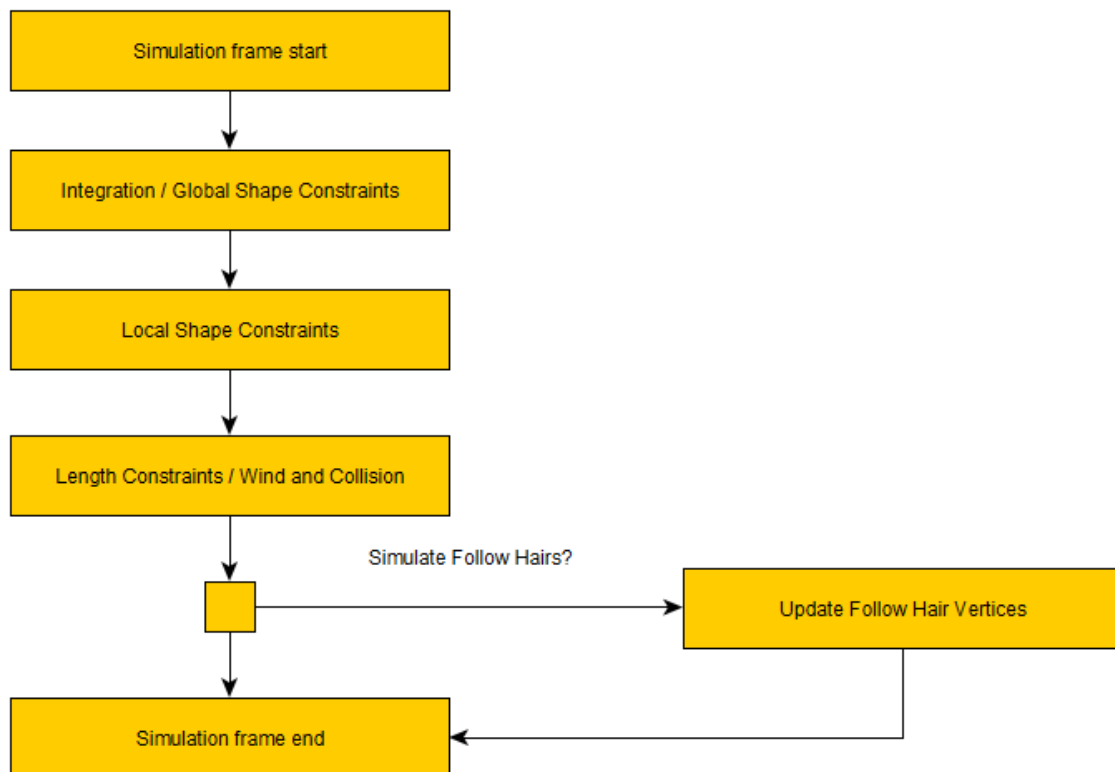 Simulation frame start
Integration / Global Shape Constraints
Local Shape Constraints
Length Constraints / Wind and Collision
Simulate Follow Hairs?
Update Follow Hair Vertices
Simulation frame end